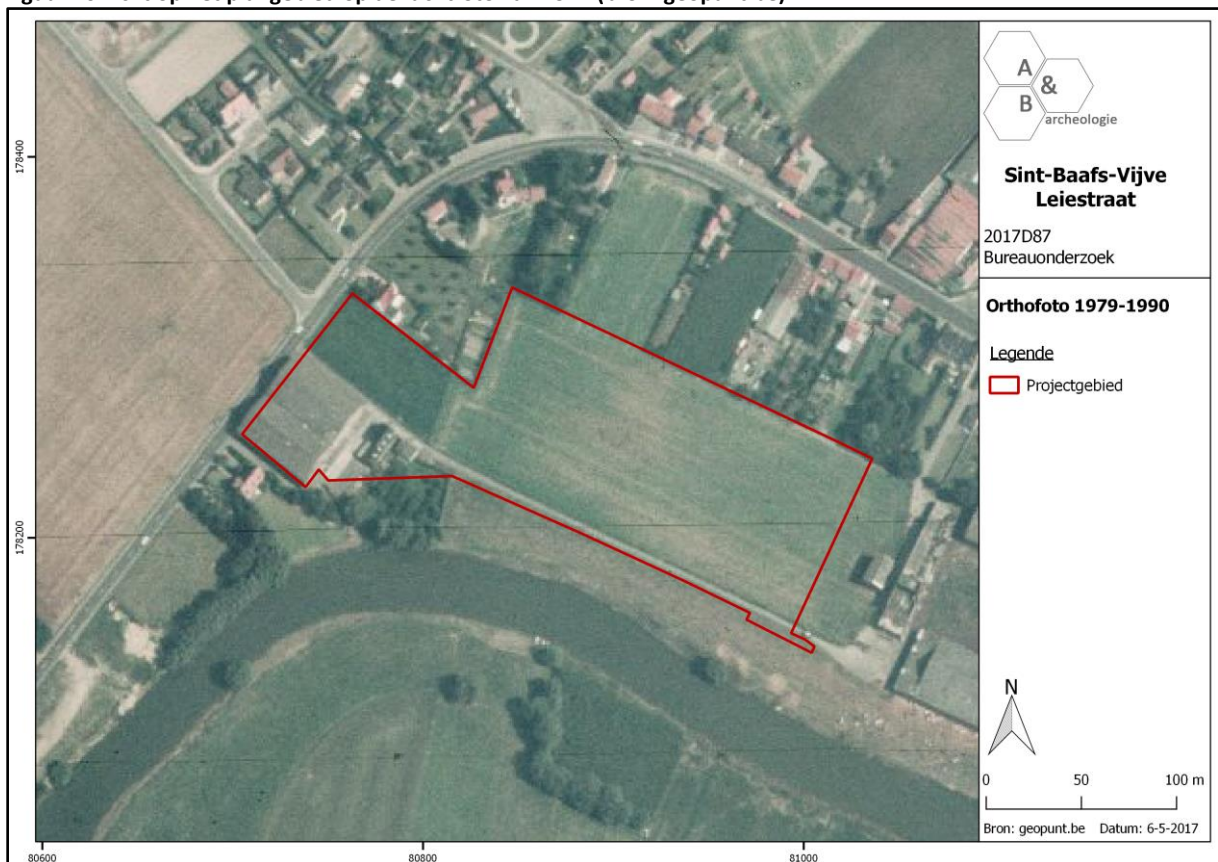 A
&
B
archeologie
Sint-Baafs-Vijve
Leiestraat
2017D87
Bureauonderzoek
Orthofoto 1979-1990
Legende
Projectgebied
N
0 50 100 m
Bron: geopunt.be Datum: 6-5-2017
178400
178200
80600 80800 81000